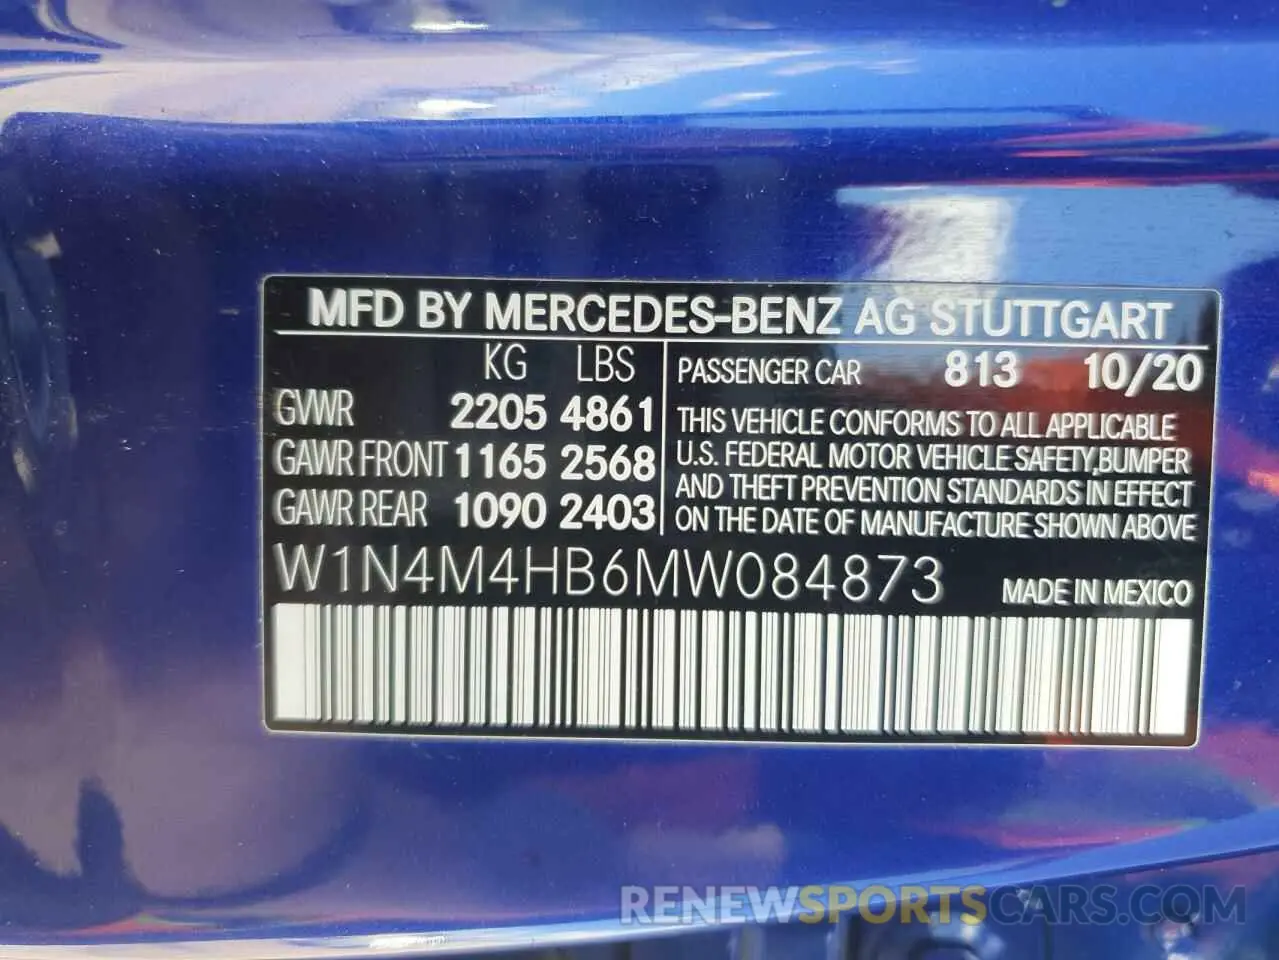 MFD BY MERCEDES-BENZ AG STUTTGART
KG LBS
GVWR 2205 4861
GAWR FRONT 1165 2568
GAWR REAR 1090 2403
PASSENGER CAR 813 10/20
THIS VEHICLE CONFORMS TO ALL APPLICABLE
U.S. FEDERAL MOTOR VEHICLE SAFETY,BUMPER
AND THEFT PREVENTION STANDARDS IN EFFECT
ON THE DATE OF MANUFACTURE SHOWN ABOVE
W1N4M4HB6MW084873
MADE IN MEXICO
RENEWSPORTSCARS.COM